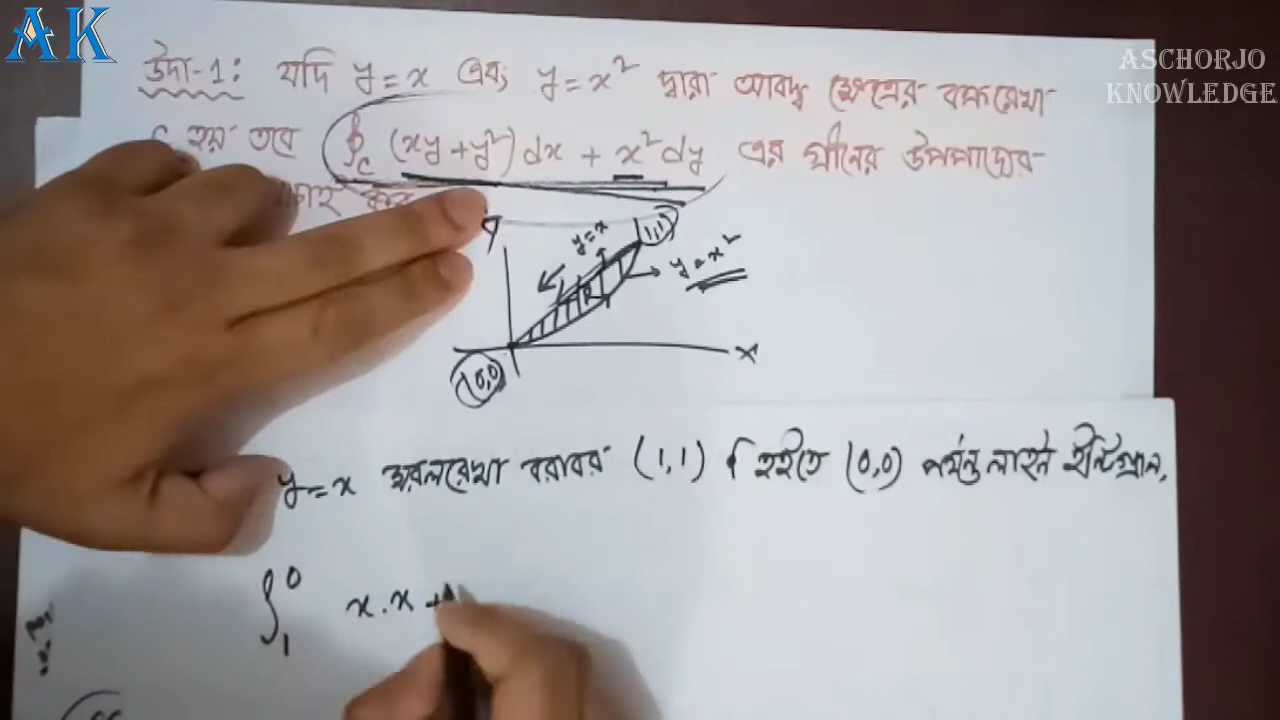 AK
ASCHORJO
KNOWLEDGE
উদা-1: যদি y = x এবং y = x² দ্বারা আবদ্ধ ক্ষেত্রের বক্ররেখা
হয় তবে ∮c (xy + y²) dx + x² dy এর গ্রীনের উপপাদ্যের
কর
(1,1)
y = x
y = x²
R
x
(0,0)
y = x সরলরেখা বরাবর (1,1) হইতে (0,0) পর্যন্ত লাইন ইন্টিগ্রাল,
∫₁⁰ x.x +